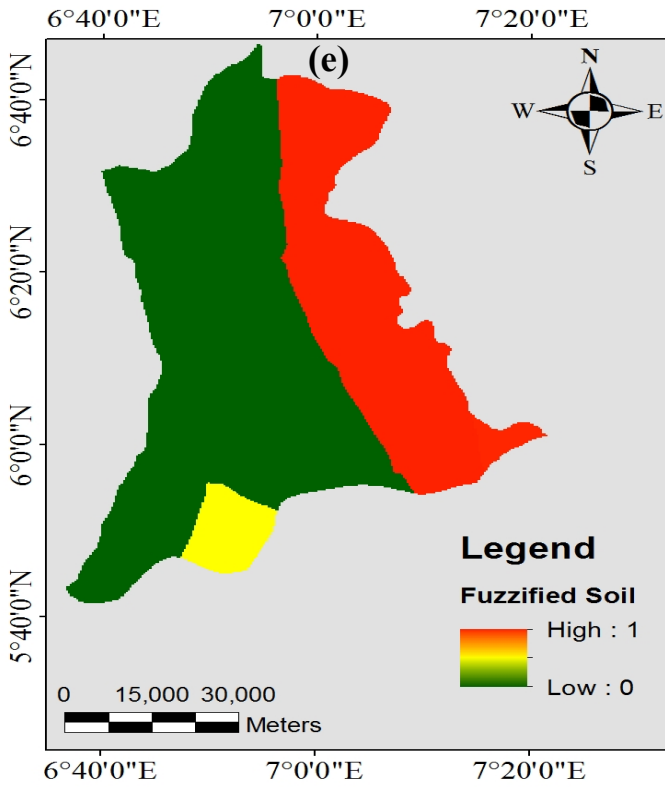 6°40'0"E 7°0'0"E 7°20'0"E
(e)
N
W E
S
6°40'0"N
6°20'0"N
6°0'0"N
5°40'0"N
Legend
Fuzzified Soil
High : 1
Low : 0
0 15,000 30,000
Meters
6°40'0"E 7°0'0"E 7°20'0"E